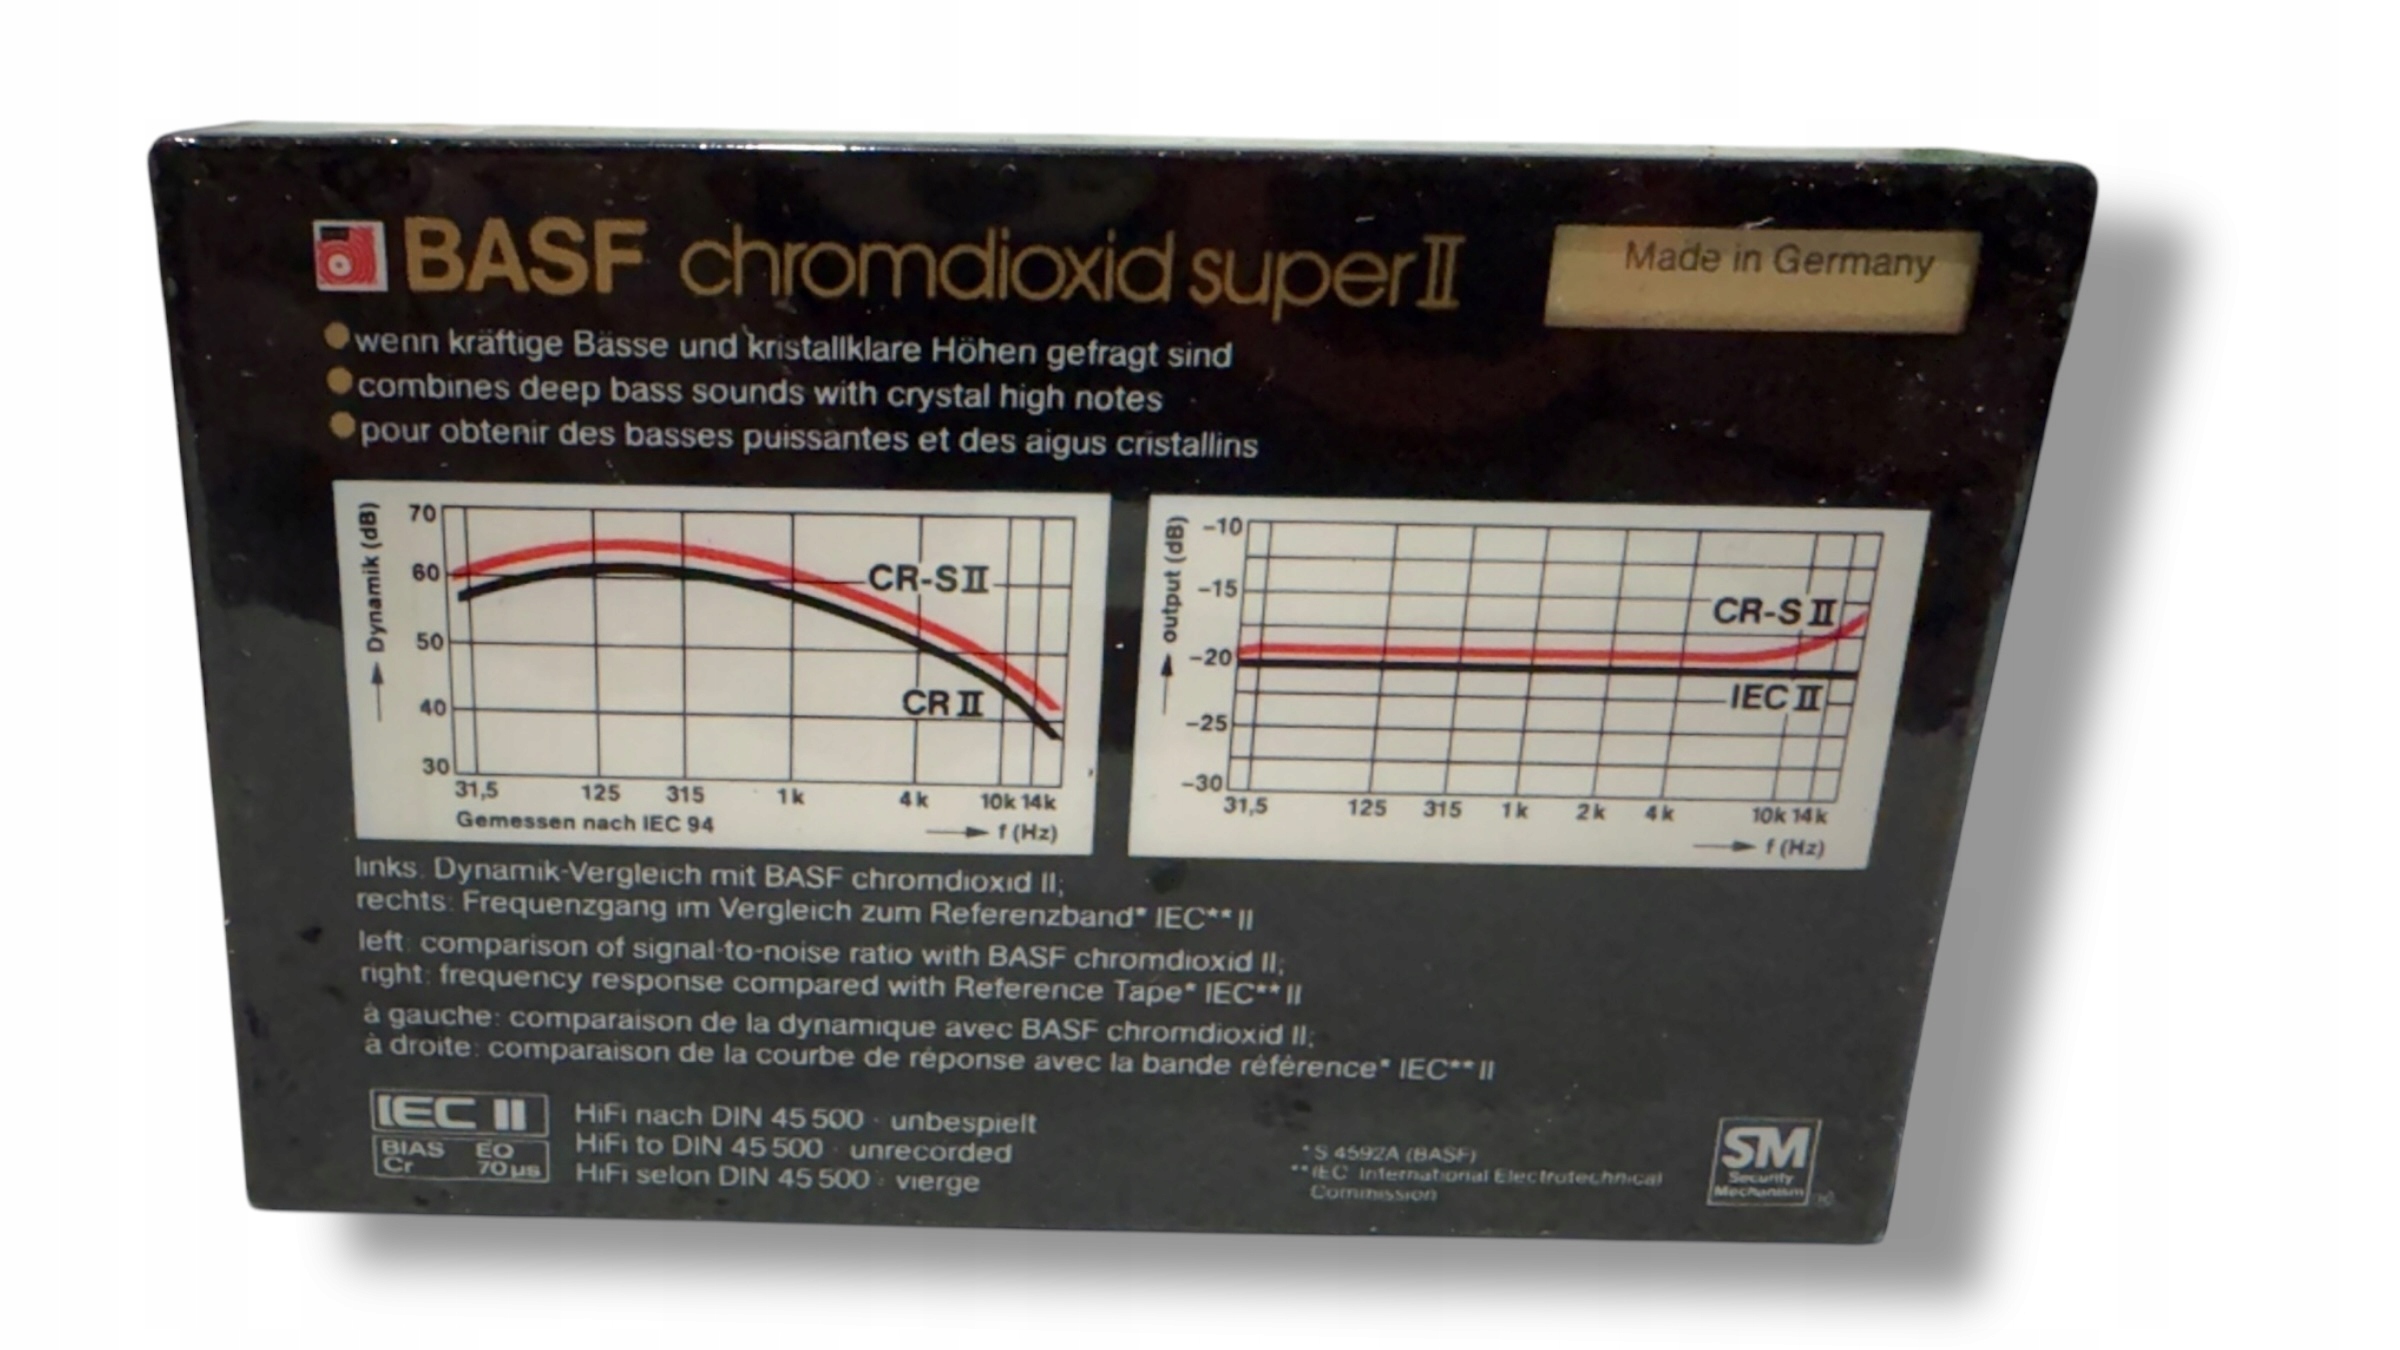 BASF chromdioxid super II
Made in Germany
wenn kräftige Bässe und kristallklare Höhen gefragt sind
combines deep bass sounds with crystal high notes
pour obtenir des basses puissantes et des aigus cristallins
Dynamik (dB)
70
60
50
40
30
CR-S II
CR II
31,5 125 315 1k 4k 10k 14k
Gemessen nach IEC 94
f (Hz)
output (dB)
-10
-15
-20
-25
-30
CR-S II
IEC II
31,5 125 315 1k 2k 4k 10k 14k
f (Hz)
links: Dynamik-Vergleich mit BASF chromdioxid II;
rechts: Frequenzgang im Vergleich zum Referenzband* IEC** II
left: comparison of signal-to-noise ratio with BASF chromdioxid II;
right: frequency response compared with Reference Tape* IEC** II
à gauche: comparaison de la dynamique avec BASF chromdioxid II;
à droite: comparaison de la courbe de réponse avec la bande référence* IEC** II
IEC II
BIAS EQ
Cr 70 µs
HiFi nach DIN 45 500 · unbespielt
HiFi to DIN 45 500 · unrecorded
HiFi selon DIN 45 500 · vierge
* S 4592A (BASF)
** IEC International Electrotechnical
Commission
SM
Security
Mechanism